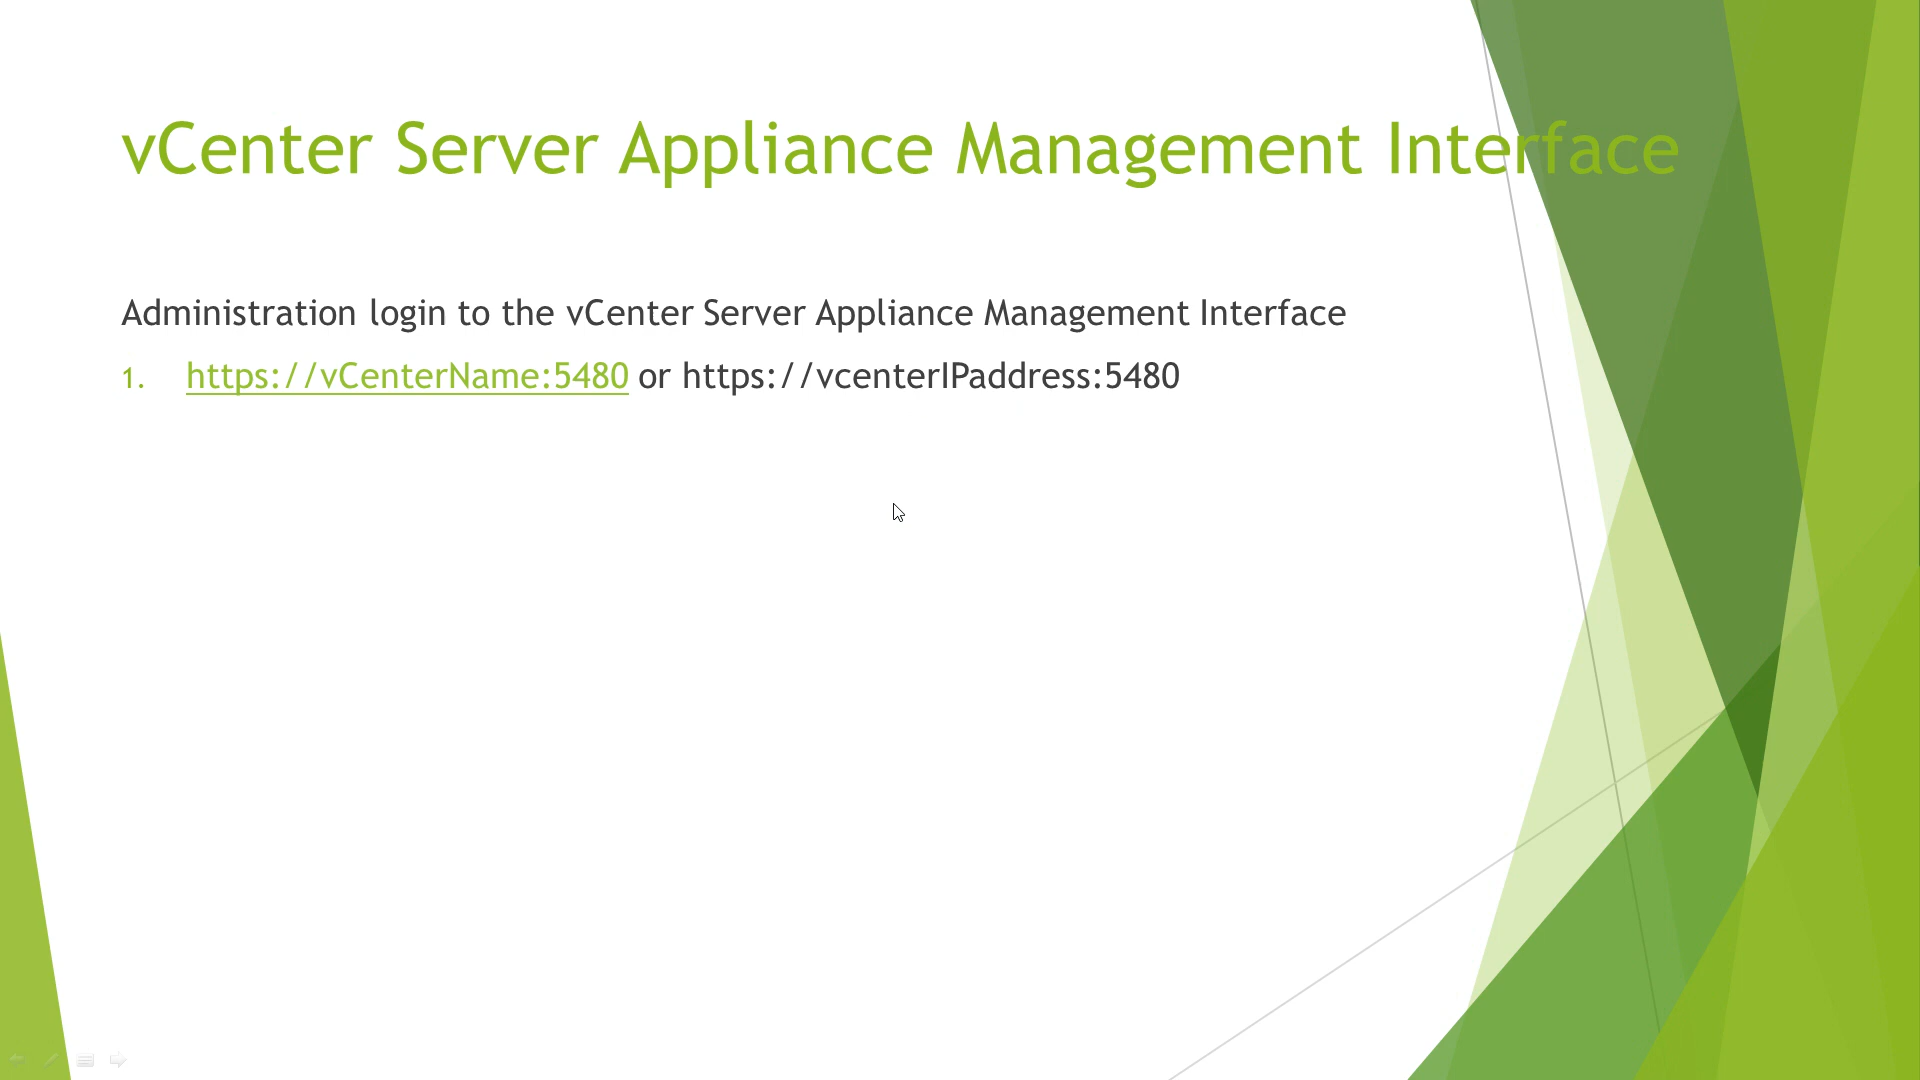 vCenter Server Appliance Management Interface
Administration login to the vCenter Server Appliance Management Interface
1. https://vCenterName:5480 or https://vcenterIPaddress:5480